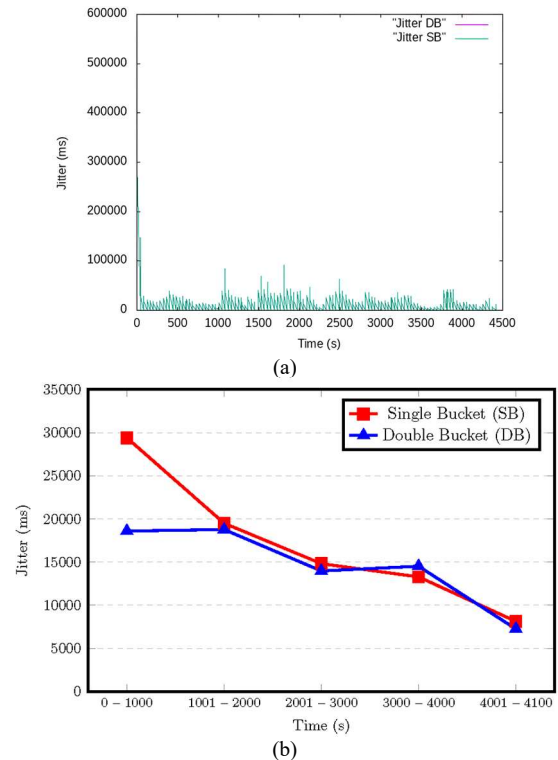 600000
"Jitter DB"
"Jitter SB"
500000
400000
300000
200000
100000
0
Jitter (ms)
0 500 1000 1500 2000 2500 3000 3500 4000 4500
Time (s)
(a)
35000
Single Bucket (SB)
Double Bucket (DB)
30000
25000
20000
15000
10000
5000
0
Jitter (ms)
0 − 1000 1001 − 2000 2001 − 3000 3000 − 4000 4001 − 4100
Time (s)
(b)